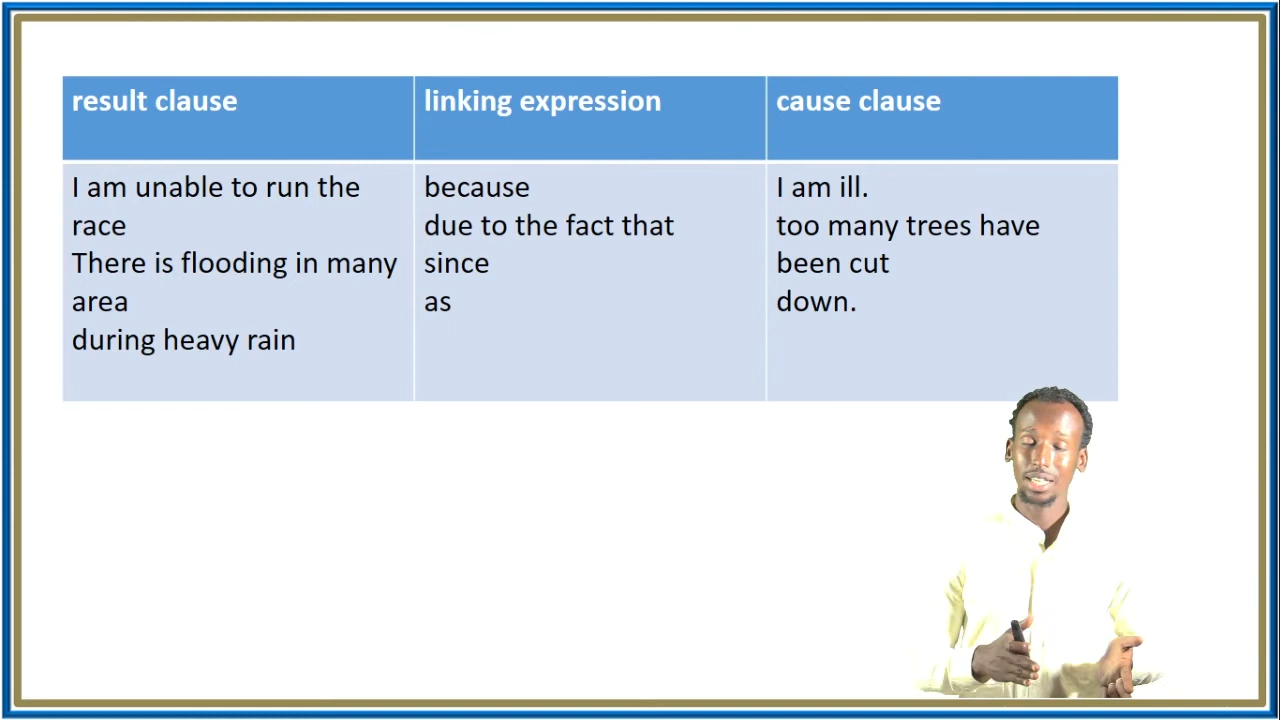 result clause
linking expression
cause clause
I am unable to run the
race
There is flooding in many
area
during heavy rain
because
due to the fact that
since
as
I am ill.
too many trees have
been cut
down.